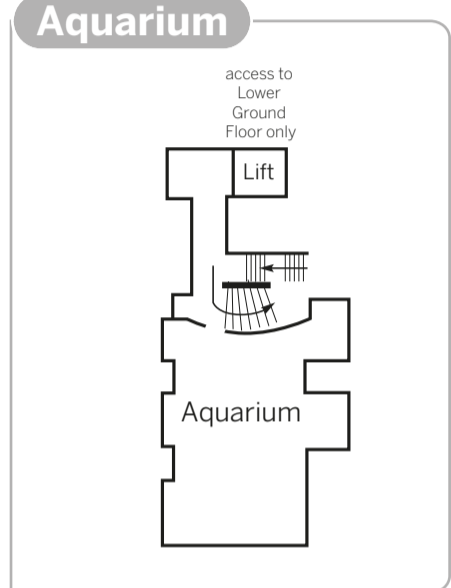 Aquarium
access to
Lower
Ground
Floor only
Lift
Aquarium